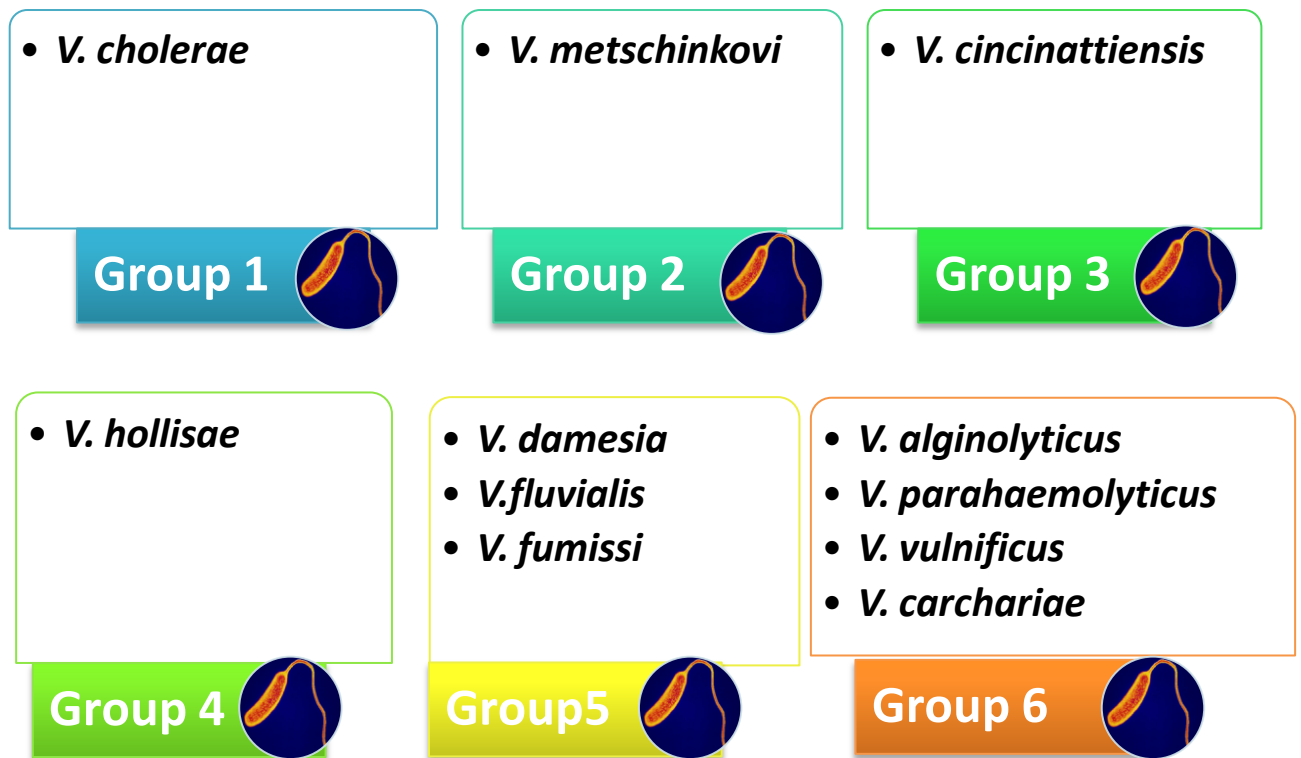 • V. cholerae
Group 1
• V. metschinkovi
Group 2
• V. cincinattiensis
Group 3
• V. hollisae
Group 4
• V. damesia
• V.fluvialis
• V. fumissi
Group5
• V. alginolyticus
• V. parahaemolyticus
• V. vulnificus
• V. carchariae
Group 6